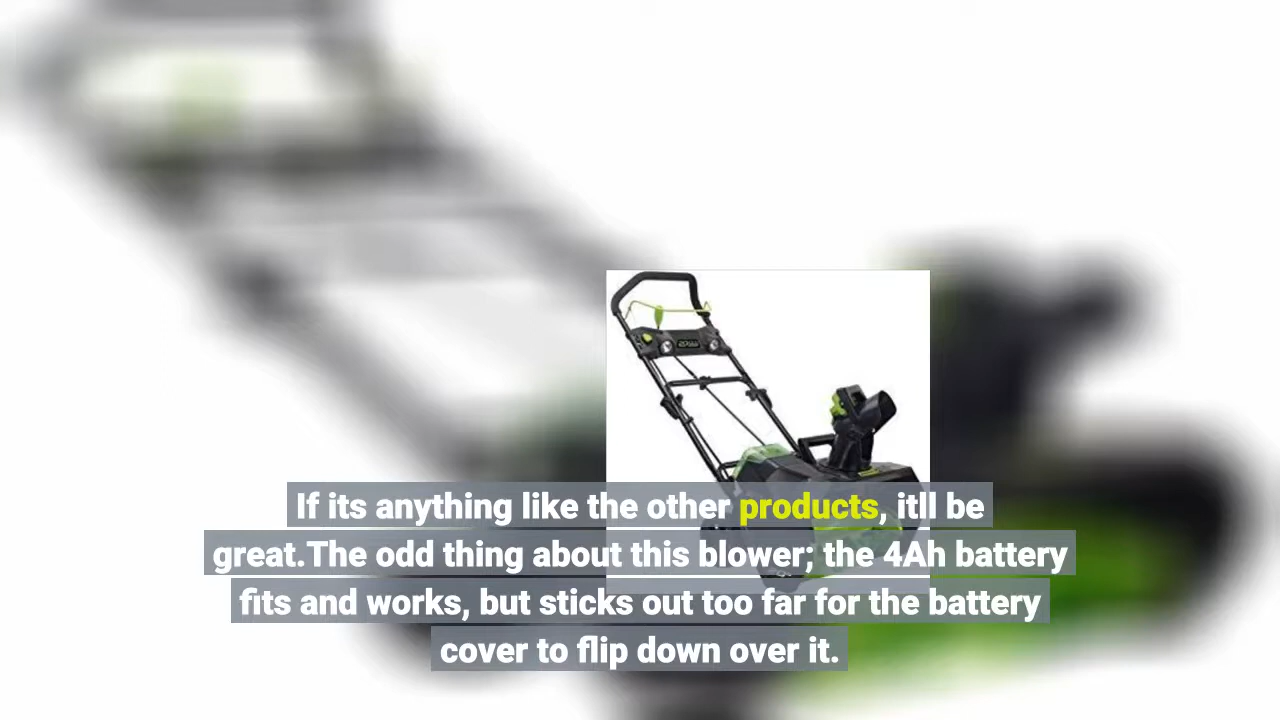 If its anything like the other products, itll be
great.The odd thing about this blower; the 4Ah battery
fits and works, but sticks out too far for the battery
cover to flip down over it.